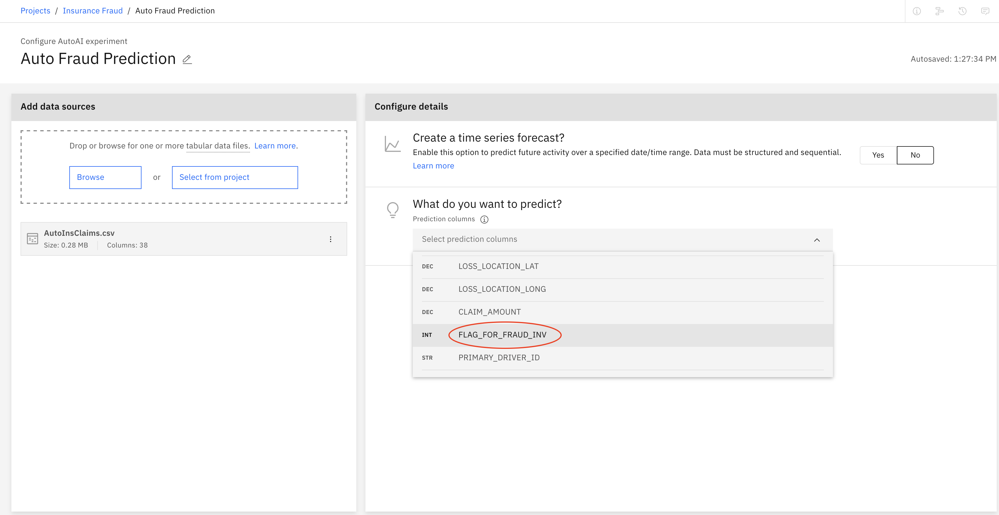 Projects / Insurance Fraud / Auto Fraud Prediction
Configure AutoAI experiment
Auto Fraud Prediction
Autosaved: 1:27:34 PM
Add data sources
Drop or browse for one or more tabular data files. Learn more.
Browse or Select from project
AutoInsClaims.csv
Size: 0.28 MB Columns: 38
Configure details
Create a time series forecast?
Enable this option to predict future activity over a specified date/time range. Data must be structured and sequential.
Learn more
Yes No
What do you want to predict?
Prediction columns
Select prediction columns
DEC LOSS_LOCATION_LAT
DEC LOSS_LOCATION_LONG
DEC CLAIM_AMOUNT
INT FLAG_FOR_FRAUD_INV
STR PRIMARY_DRIVER_ID